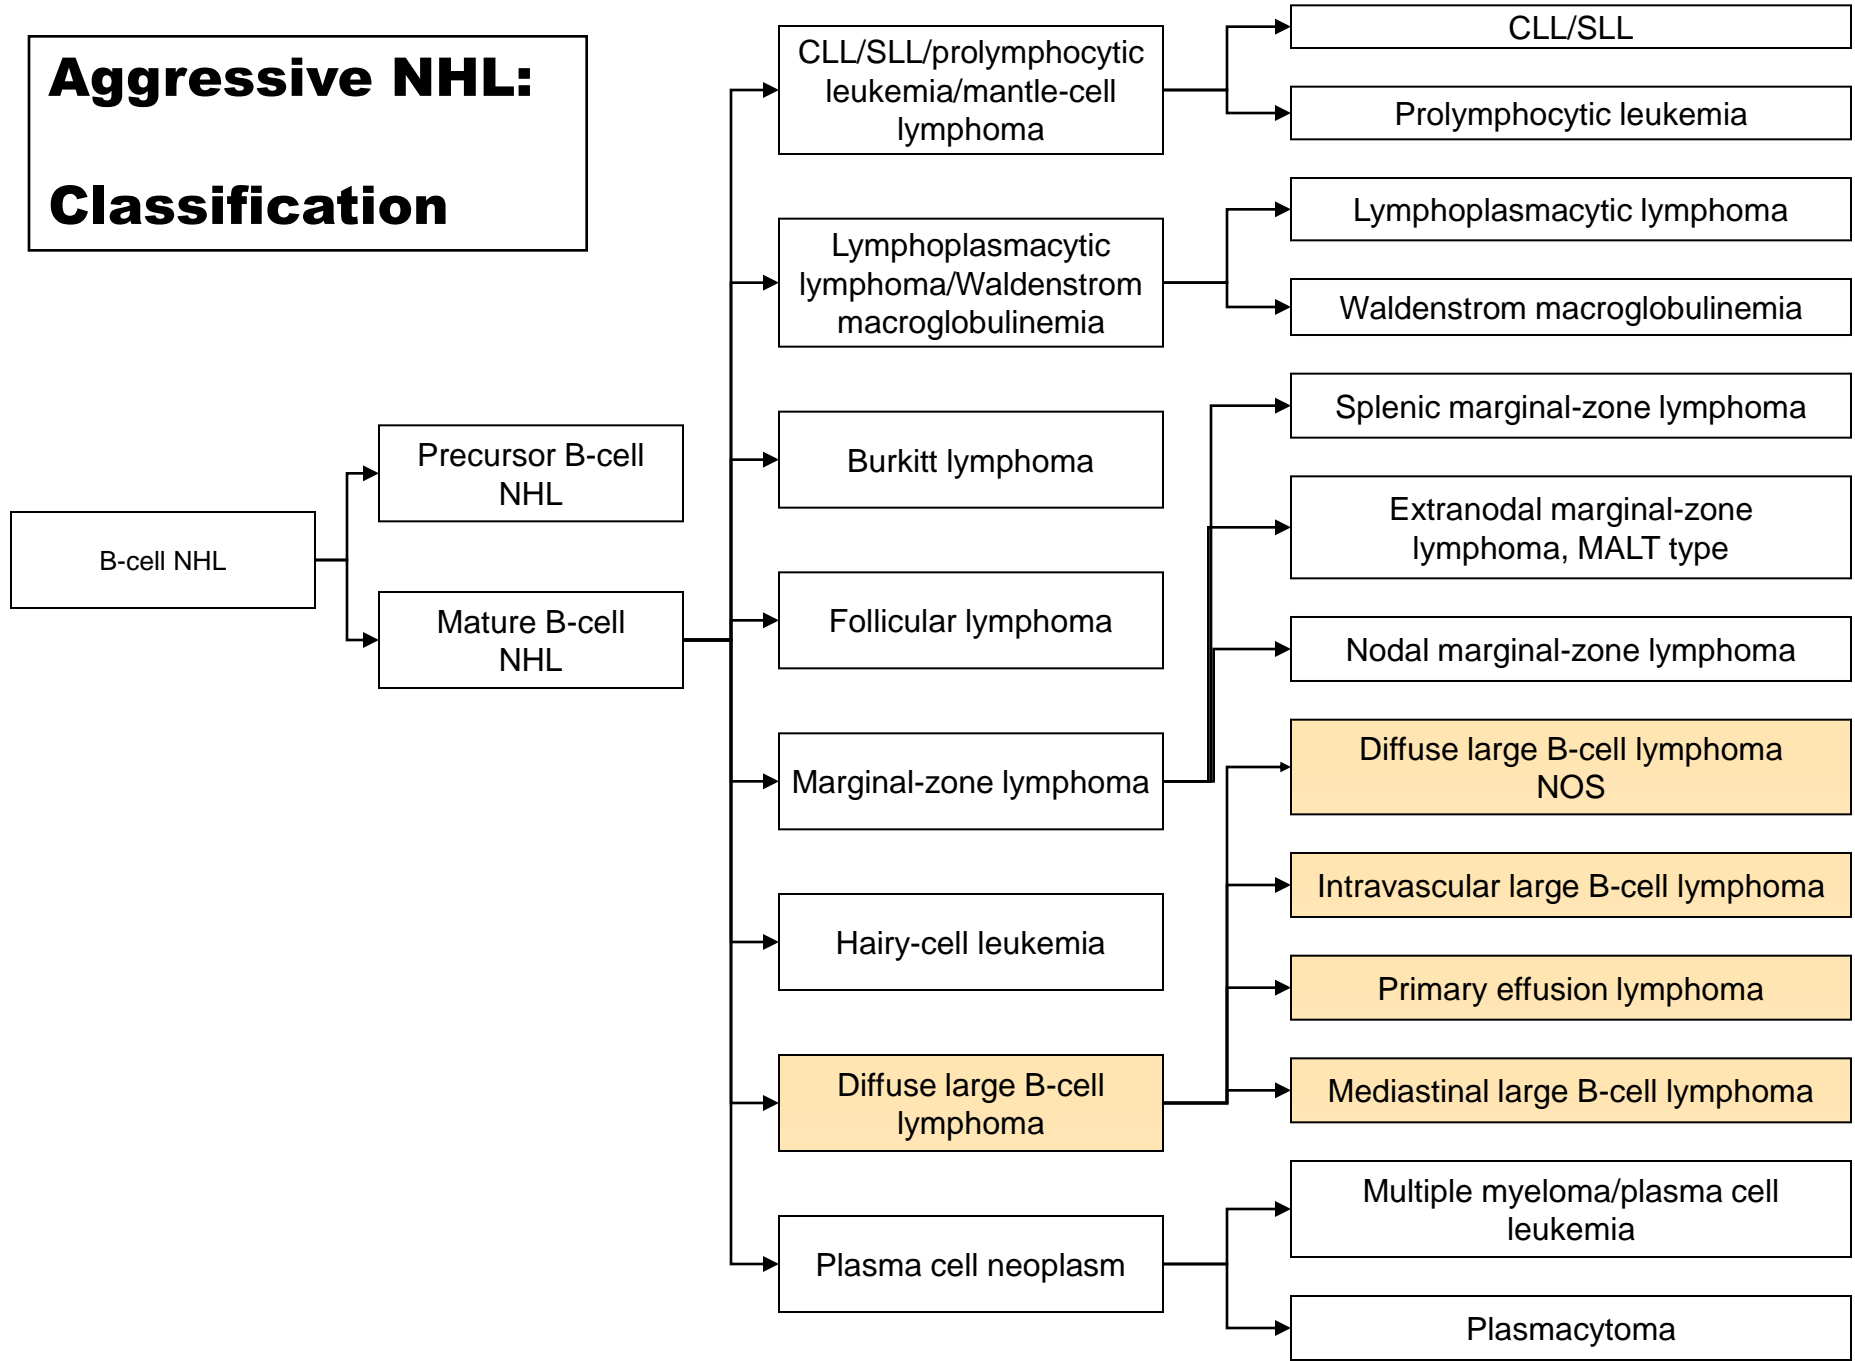 Aggressive NHL:
Classification
B-cell NHL
Precursor B-cell
NHL
Mature B-cell
NHL
CLL/SLL/prolymphocytic
leukemia/mantle-cell
lymphoma
Lymphoplasmacytic
lymphoma/Waldenstrom
macroglobulinemia
Burkitt lymphoma
Follicular lymphoma
Marginal-zone lymphoma
Hairy-cell leukemia
Diffuse large B-cell
lymphoma
Plasma cell neoplasm
CLL/SLL
Prolymphocytic leukemia
Lymphoplasmacytic lymphoma
Waldenstrom macroglobulinemia
Splenic marginal-zone lymphoma
Extranodal marginal-zone
lymphoma, MALT type
Nodal marginal-zone lymphoma
Diffuse large B-cell lymphoma
NOS
Intravascular large B-cell lymphoma
Primary effusion lymphoma
Mediastinal large B-cell lymphoma
Multiple myeloma/plasma cell
leukemia
Plasmacytoma